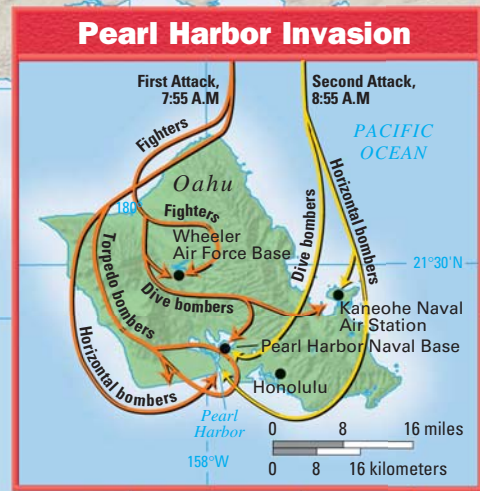 Pearl Harbor Invasion
First Attack,
7:55 A.M
Second Attack,
8:55 A.M
PACIFIC
OCEAN
Fighters
Horizontal bombers
Oahu
180°
Fighters
Dive bombers
Wheeler
Air Force Base
21°30'N
Torpedo bombers
Dive bombers
Kaneohe Naval
Air Station
Pearl Harbor Naval Base
Horizontal bombers
Honolulu
Pearl
Harbor
158°W
0 8 16 miles
0 8 16 kilometers